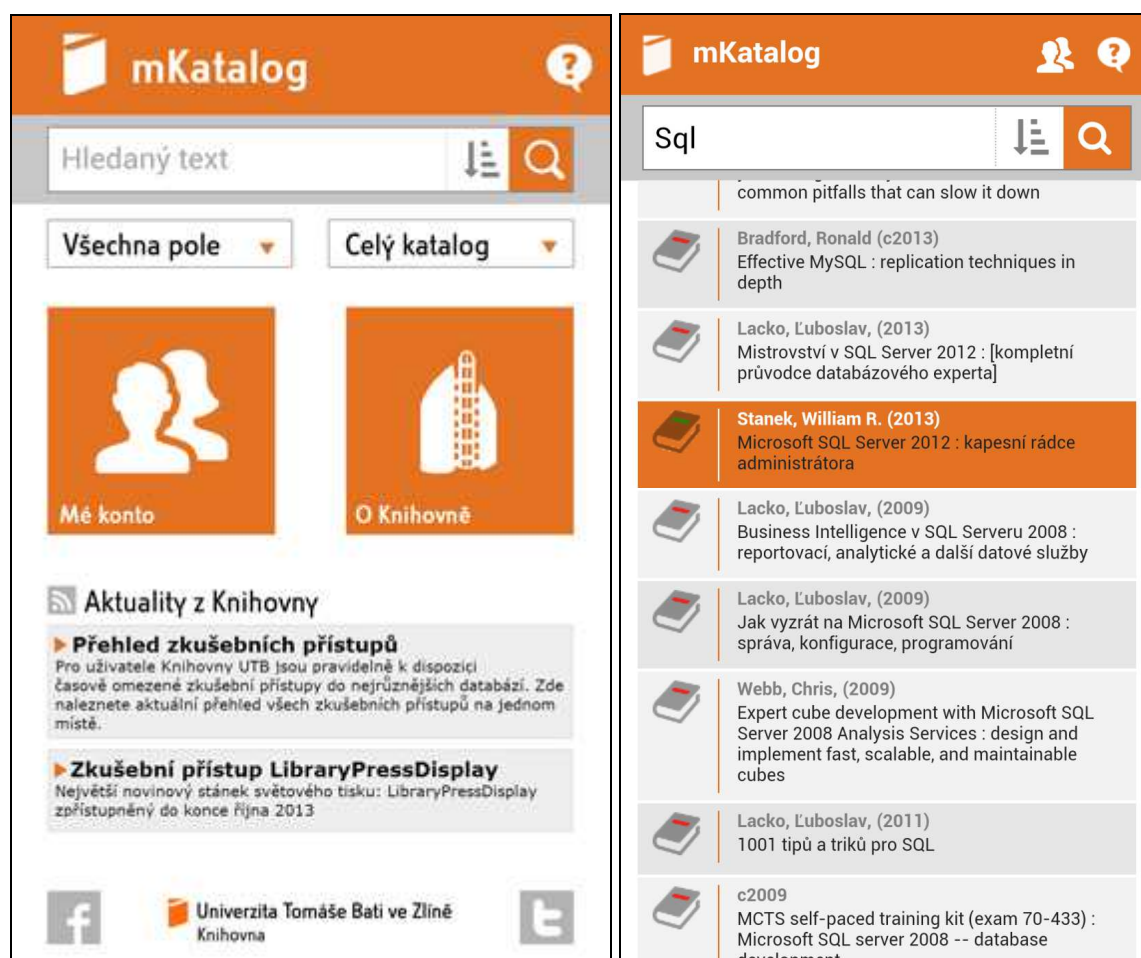 mKatalog
Hledaný text
Všechna pole
Celý katalog
Mé konto
O Knihovně
Aktuality z Knihovny
Přehled zkušebních přístupů
Pro uživatele Knihovny UTB jsou pravidelně k dispozici
časově omezené zkušební přístupy do nejrůznějších databází. Zde
naleznete aktuální přehled všech zkušebních přístupů na jednom
místě.
Zkušební přístup LibraryPressDisplay
Největší novinový stánek světového tisku: LibraryPressDisplay
zpřístupněný do konce října 2013
Univerzita Tomáše Bati ve Zlíně
Knihovna
mKatalog
Sql
common pitfalls that can slow it down
Bradford, Ronald (c2013)
Effective MySQL : replication techniques in
depth
Lacko, Ľuboslav, (2013)
Mistrovství v SQL Server 2012 : [kompletní
průvodce databázového experta]
Stanek, William R. (2013)
Microsoft SQL Server 2012 : kapesní rádce
administrátora
Lacko, Ľuboslav, (2009)
Business Intelligence v SQL Serveru 2008 :
reportovací, analytické a další datové služby
Lacko, Ľuboslav, (2009)
Jak vyzrát na Microsoft SQL Server 2008 :
správa, konfigurace, programování
Webb, Chris, (2009)
Expert cube development with Microsoft SQL
Server 2008 Analysis Services : design and
implement fast, scalable, and maintainable
cubes
Lacko, Ľuboslav, (2011)
1001 tipů a triků pro SQL
c2009
MCTS self-paced training kit (exam 70-433) :
Microsoft SQL server 2008 -- database
development